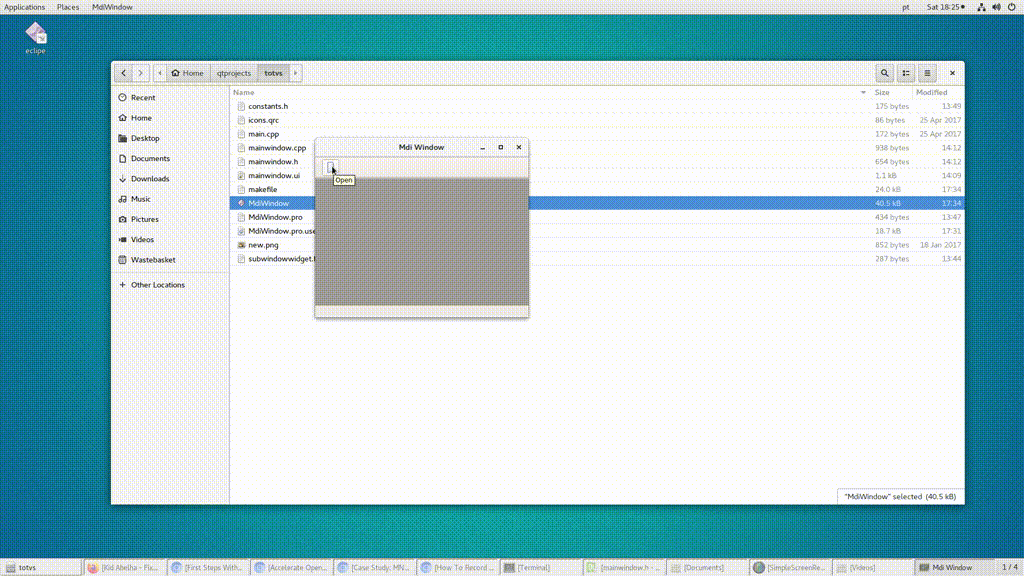 Applications Places MdiWindow pt Sat 18:25
eclipe
Home qtprojects totvs
Name Size Modified
Recent
Home
Desktop
Documents
Downloads
Music
Pictures
Videos
Wastebasket
Other Locations
constants.h 175 bytes 13:49
icons.qrc 86 bytes 25 Apr 2017
main.cpp 172 bytes 25 Apr 2017
mainwindow.cpp 938 bytes 14:12
mainwindow.h 654 bytes 14:12
mainwindow.ui 1.1 kB 14:09
makefile 24.0 kB 17:34
MdiWindow 40.5 kB 17:34
MdiWindow.pro 434 bytes 13:47
MdiWindow.pro.use 18.7 kB 17:31
new.png 852 bytes 18 Jan 2017
subwindowwidget.h 287 bytes 13:44
Mdi Window
Open
"MdiWindow" selected (40.5 kB)
totvs [Kid Abelha - Fix... [First Steps With... [Accelerate Open... [Case Study: MN... [How To Record ... [Terminal] [mainwindow.h - ... [Documents] [SimpleScreenRe... [Videos] Mdi Window 1 / 4